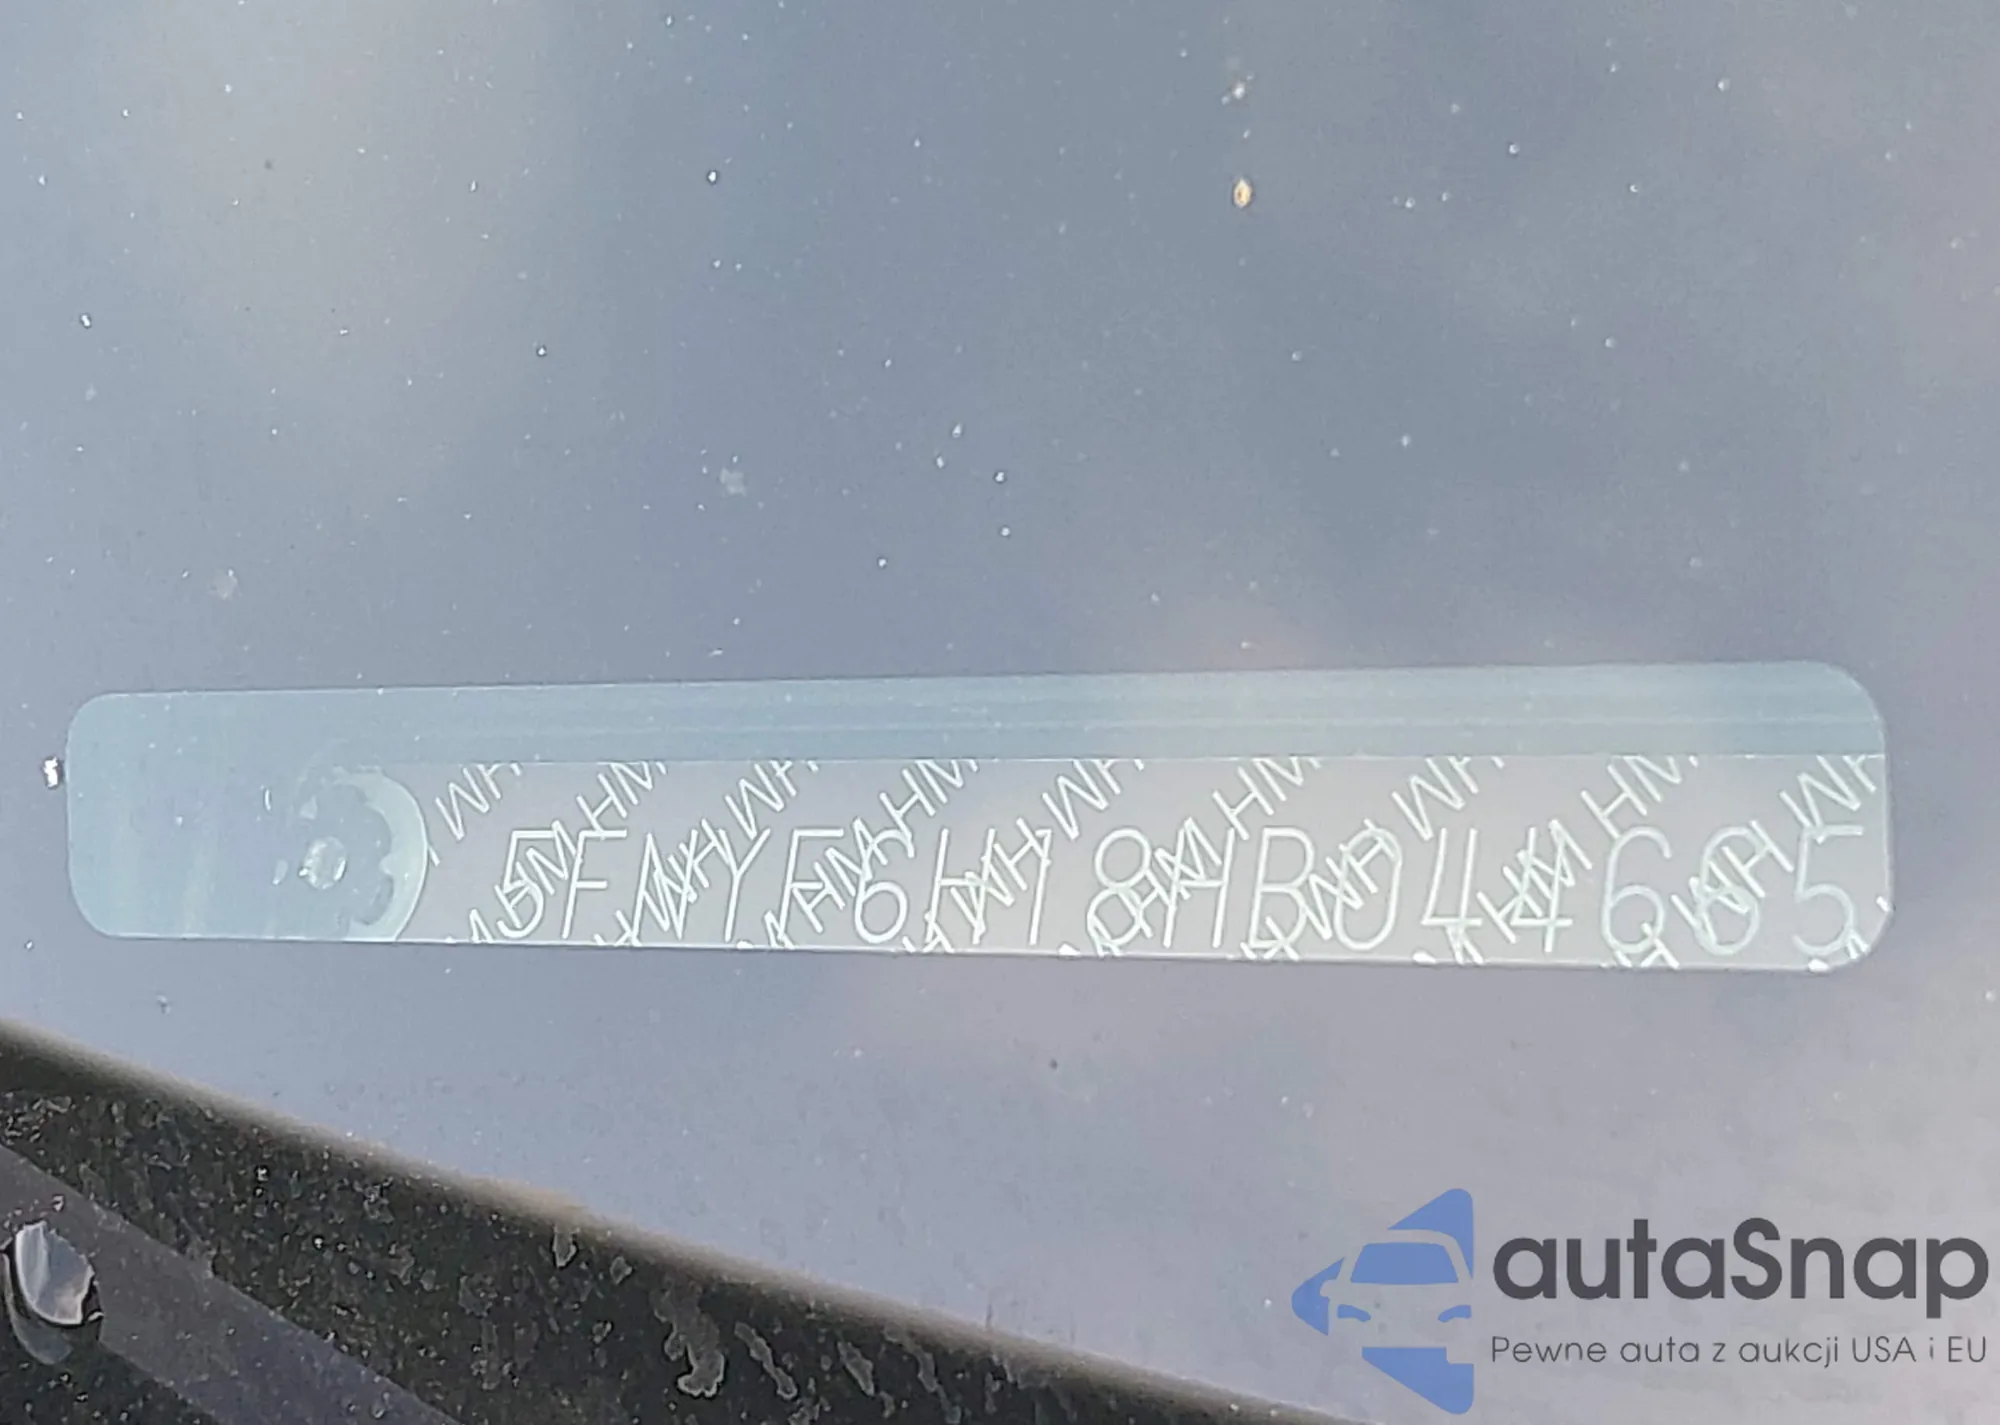 5FNYF6H18HB044665
autaSnap
Pewne auta z aukcji USA i EU